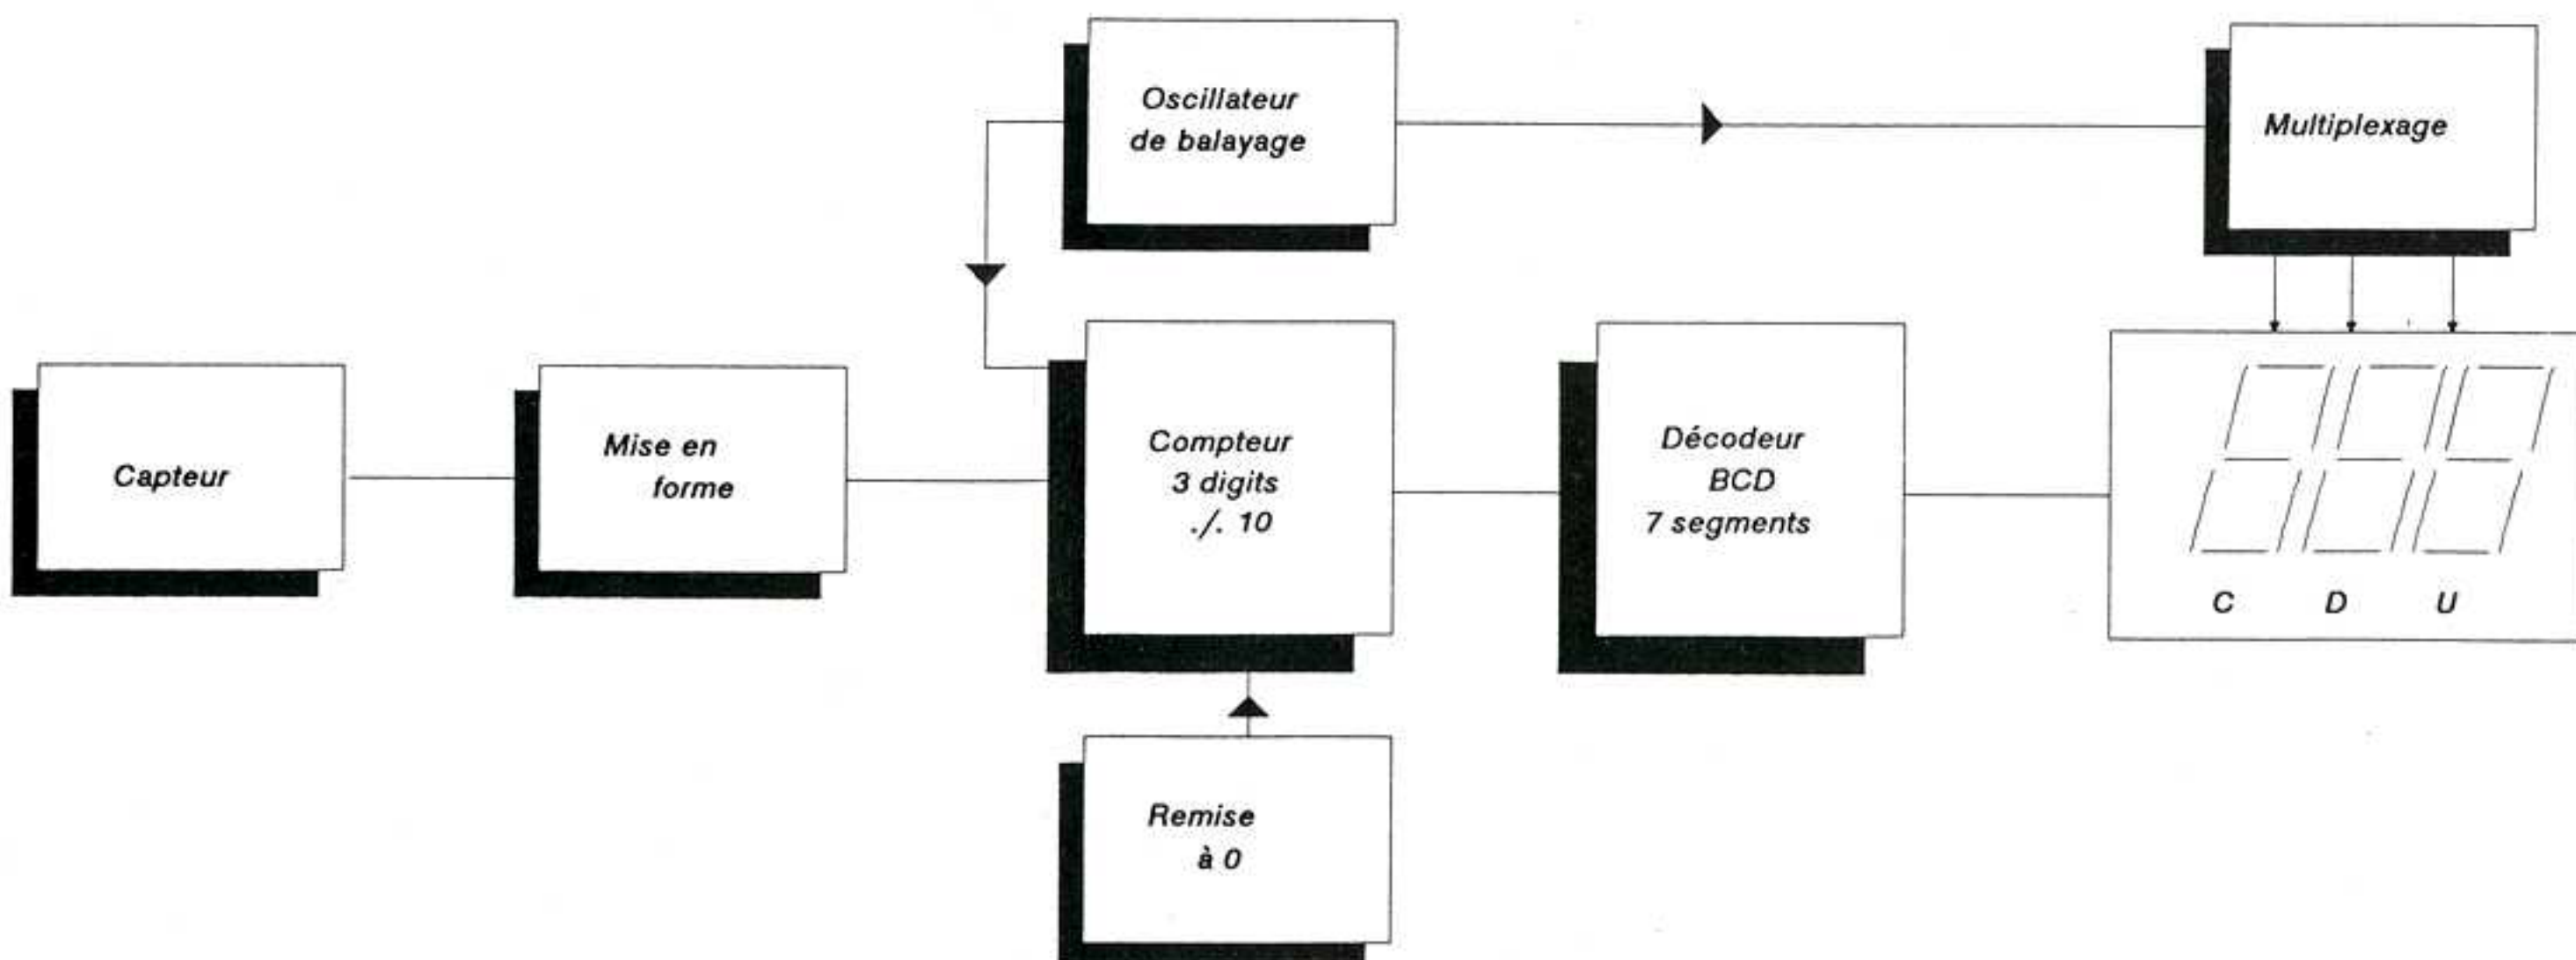 Oscillateur
de balayage
Multiplexage
Capteur
Mise en
forme
Compteur
3 digits
./. 10
Décodeur
BCD
7 segments
C D U
Remise
à 0